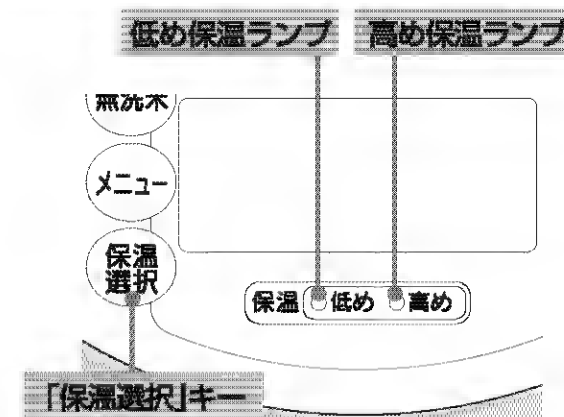 低め保温ランプ 高め保温ランプ
無洗米
メニュー
保温
選択
保温 低め 高め
「保温選択」キー